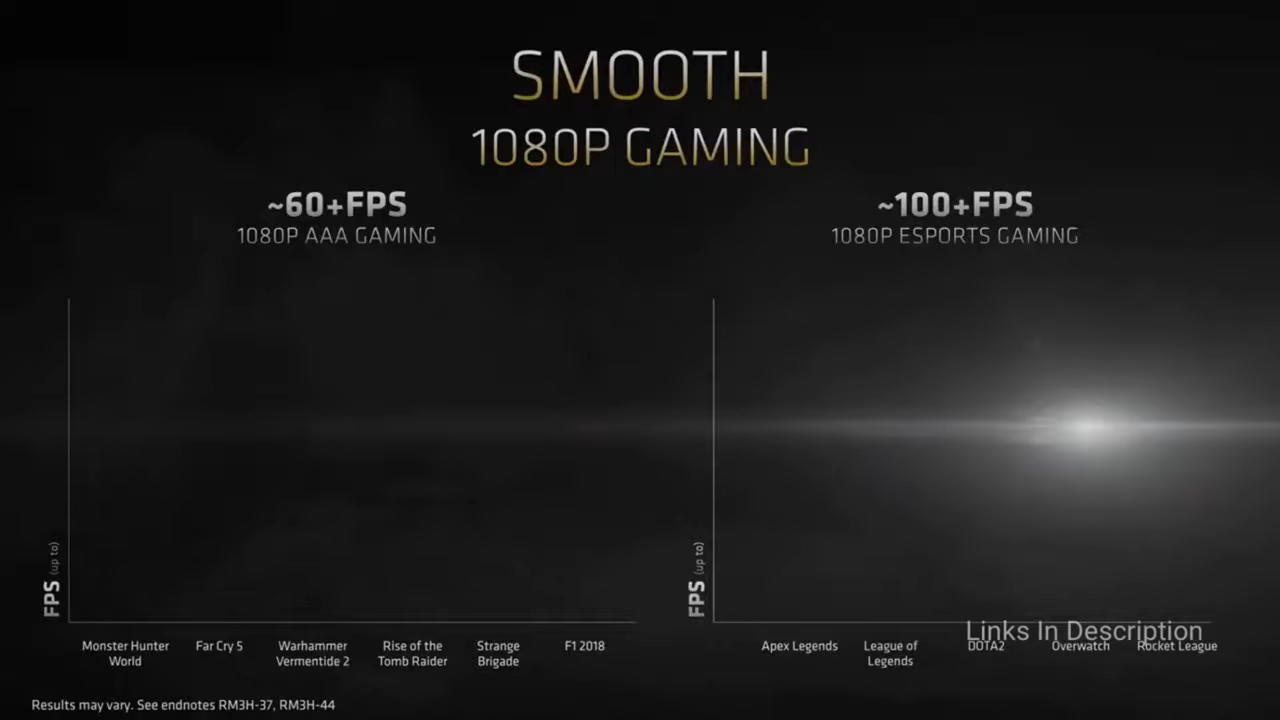 SMOOTH
1080P GAMING
~60+FPS
1080P AAA GAMING
~100+FPS
1080P ESPORTS GAMING
FPS (up to)
Monster Hunter
World
Far Cry 5
Warhammer
Vermentide 2
Rise of the
Tomb Raider
Strange
Brigade
F1 2018
FPS (up to)
Apex Legends
League of
Legends
DOTA2
Overwatch
Rocket League
Links In Description
Results may vary. See endnotes RM3H-37, RM3H-44